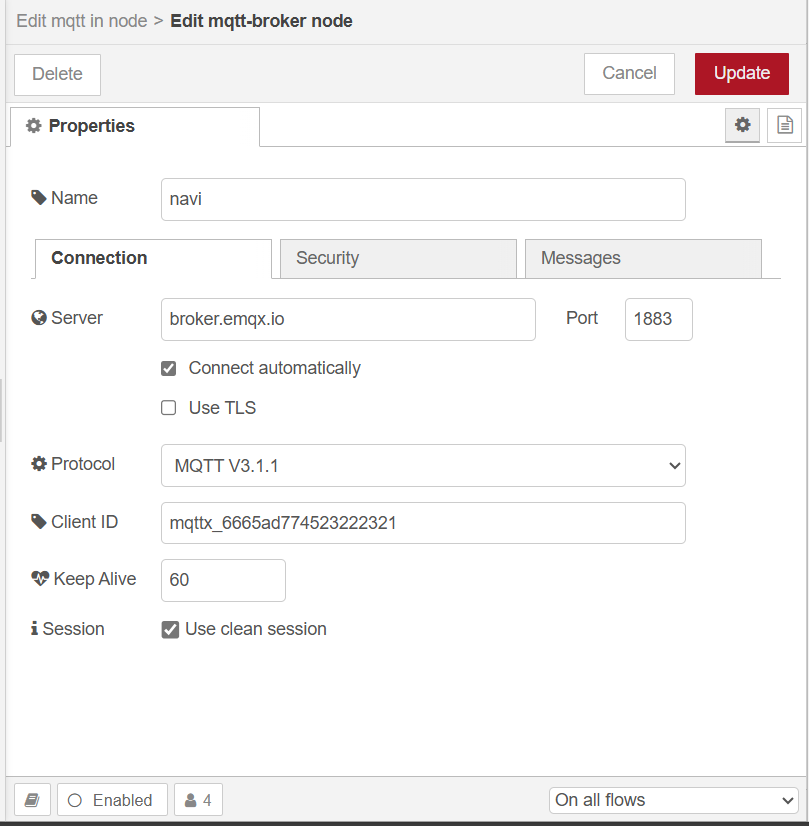 Edit mqtt in node > Edit mqtt-broker node
Delete Cancel Update
Properties
Name navi
Connection Security Messages
Server broker.emqx.io Port 1883
Connect automatically
Use TLS
Protocol MQTT V3.1.1
Client ID mqttx_6665ad774523222321
Keep Alive 60
Session Use clean session
Enabled 4 On all flows